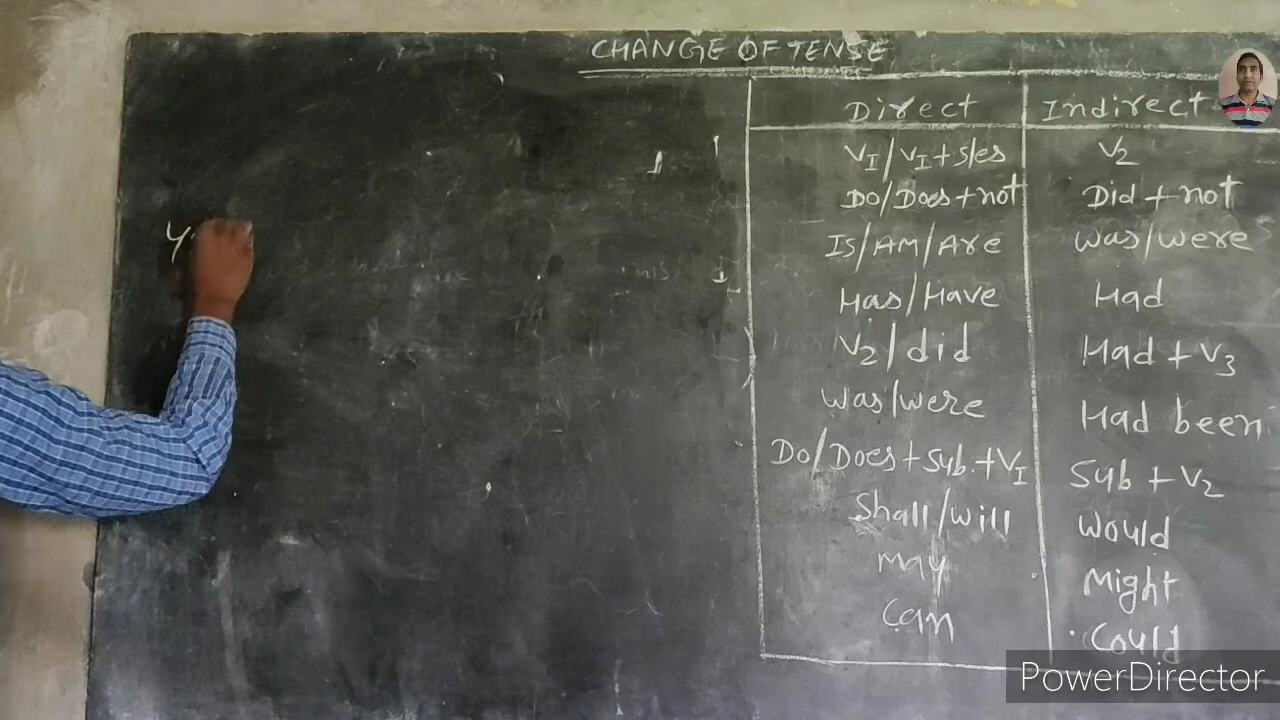 CHANGE OF TENSE
Direct Indirect
V1/V1+s/es V2
Do/Does+not Did+not
Is/Am/Are was/were
Has/Have Had
V2/did Had+V3
was/were Had been
Do/Does+Sub.+V1 Sub+V2
Shall/will would
may Might
Can Could
Y
PowerDirector